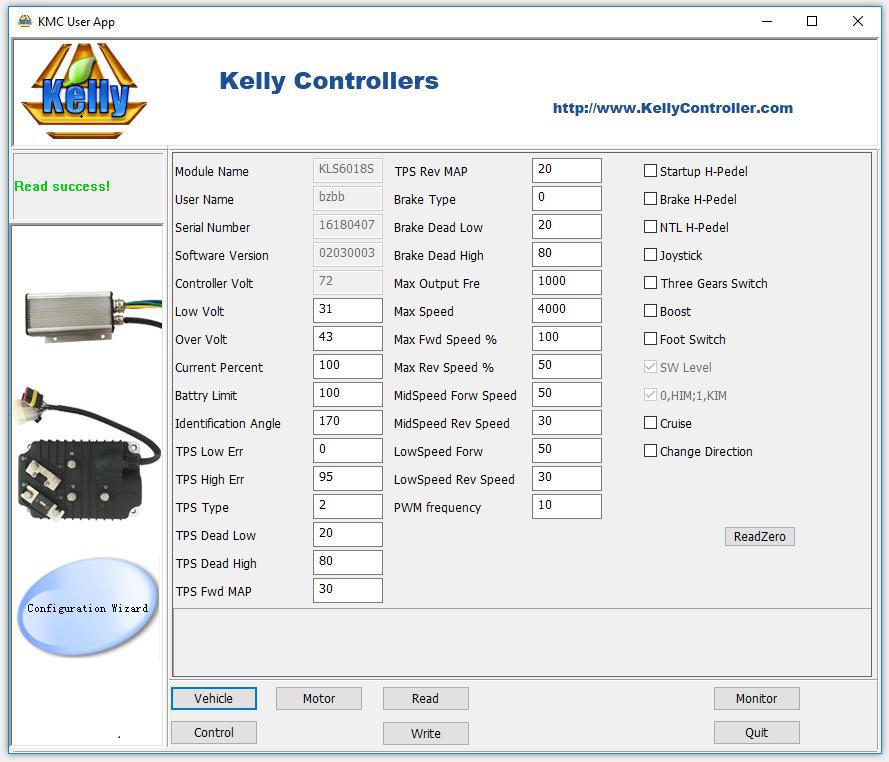 KMC User App
Kelly
Kelly Controllers
http://www.KellyController.com
Read success!
Configuration Wizard
.
Module Name KLS6018S
User Name bzbb
Serial Number 16180407
Software Version 02030003
Controller Volt 72
Low Volt 31
Over Volt 43
Current Percent 100
Battry Limit 100
Identification Angle 170
TPS Low Err 0
TPS High Err 95
TPS Type 2
TPS Dead Low 20
TPS Dead High 80
TPS Fwd MAP 30
TPS Rev MAP 20
Brake Type 0
Brake Dead Low 20
Brake Dead High 80
Max Output Fre 1000
Max Speed 4000
Max Fwd Speed % 100
Max Rev Speed % 50
MidSpeed Forw Speed 50
MidSpeed Rev Speed 30
LowSpeed Forw 50
LowSpeed Rev Speed 30
PWM frequency 10
Startup H-Pedel
Brake H-Pedel
NTL H-Pedel
Joystick
Three Gears Switch
Boost
Foot Switch
SW Level
0,HIM;1,KIM
Cruise
Change Direction
ReadZero
Vehicle Motor Read Monitor
Control Write Quit